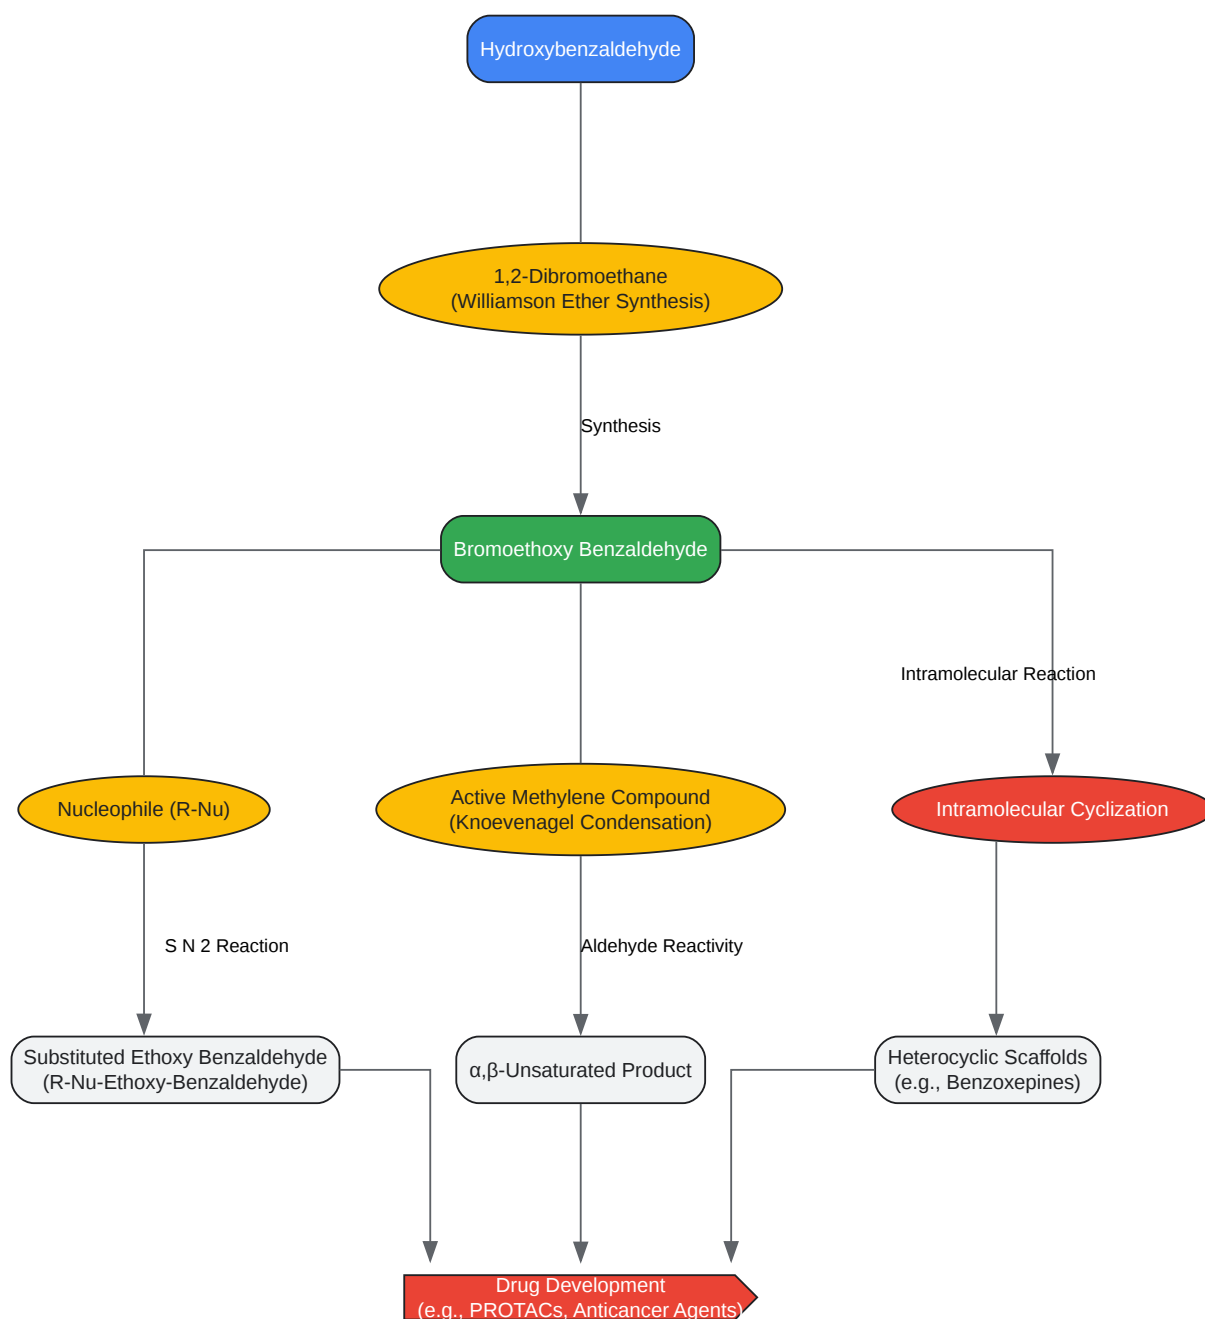 Hydroxybenzaldehyde
1,2-Dibromoethane
(Williamson Ether Synthesis)
Synthesis
Bromoethoxy Benzaldehyde
Intramolecular Reaction
Nucleophile (R-Nu)
Active Methylene Compound
(Knoevenagel Condensation)
Intramolecular Cyclization
S N 2 Reaction
Aldehyde Reactivity
Substituted Ethoxy Benzaldehyde
(R-Nu-Ethoxy-Benzaldehyde)
α,β-Unsaturated Product
Heterocyclic Scaffolds
(e.g., Benzoxepines)
Drug Development
(e.g., PROTACs, Anticancer Agents)